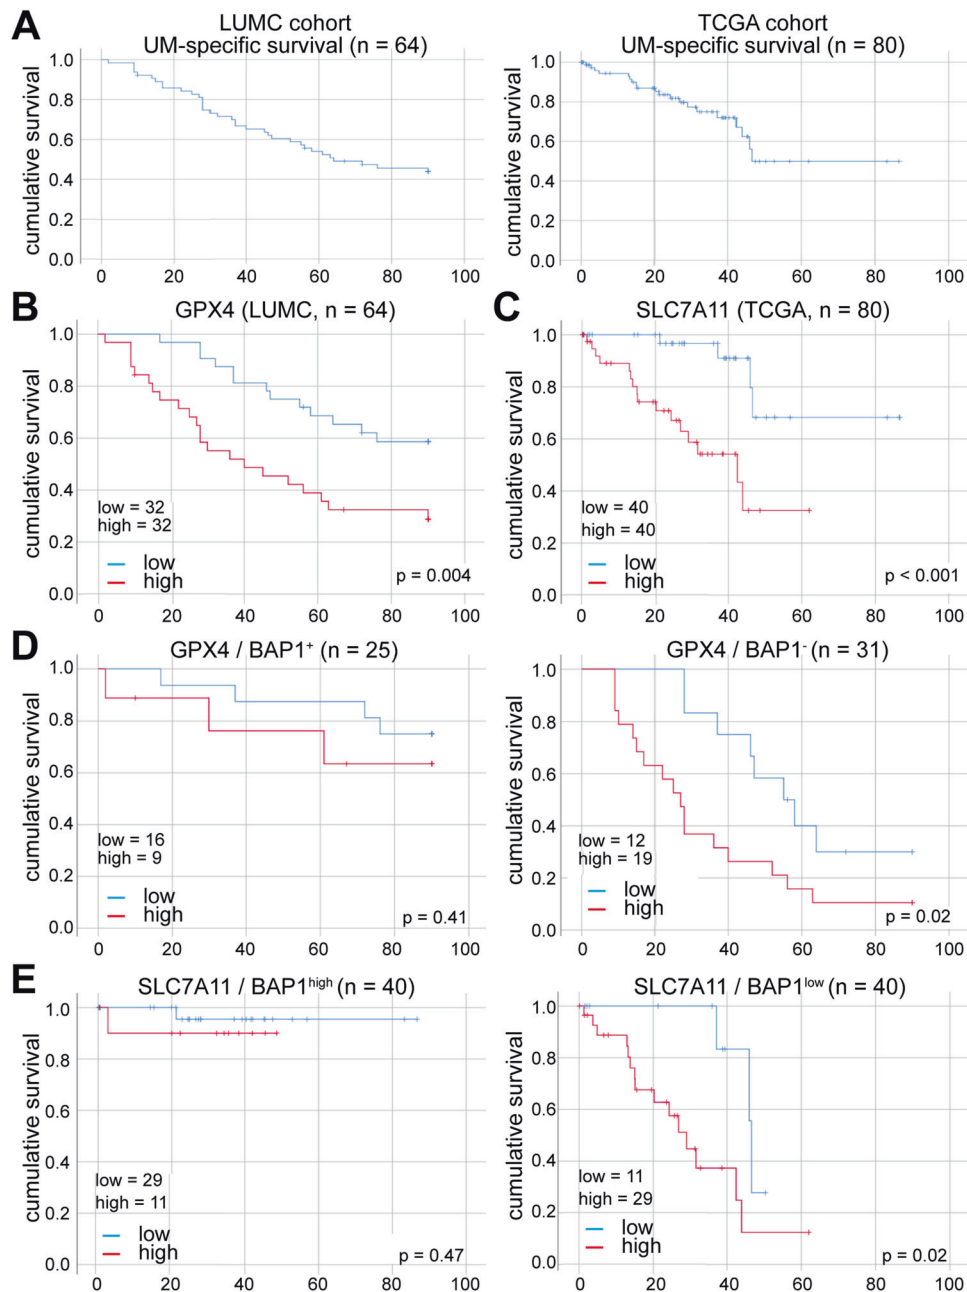 A
LUMC cohort
UM-specific survival (n = 64)
cumulative survival
1.0
0.8
0.6
0.4
0.2
0.0
0 20 40 60 80 100
TCGA cohort
UM-specific survival (n = 80)
cumulative survival
1.0
0.8
0.6
0.4
0.2
0.0
0 20 40 60 80 100
B
GPX4 (LUMC, n = 64)
cumulative survival
1.0
0.8
0.6
0.4
0.2
0.0
low = 32
high = 32
low
high
p = 0.004
0 20 40 60 80 100
C
SLC7A11 (TCGA, n = 80)
cumulative survival
1.0
0.8
0.6
0.4
0.2
0.0
low = 40
high = 40
low
high
p < 0.001
0 20 40 60 80 100
D
GPX4 / BAP1⁺ (n = 25)
cumulative survival
1.0
0.8
0.6
0.4
0.2
0.0
low = 16
high = 9
low
high
p = 0.41
0 20 40 60 80 100
GPX4 / BAP1⁻ (n = 31)
cumulative survival
1.0
0.8
0.6
0.4
0.2
0.0
low = 12
high = 19
low
high
p = 0.02
0 20 40 60 80 100
E
SLC7A11 / BAP1ʰⁱᵍʰ (n = 40)
cumulative survival
1.0
0.8
0.6
0.4
0.2
0.0
low = 29
high = 11
low
high
p = 0.47
0 20 40 60 80 100
SLC7A11 / BAP1ˡᵒʷ (n = 40)
cumulative survival
1.0
0.8
0.6
0.4
0.2
0.0
low = 11
high = 29
low
high
p = 0.02
0 20 40 60 80 100